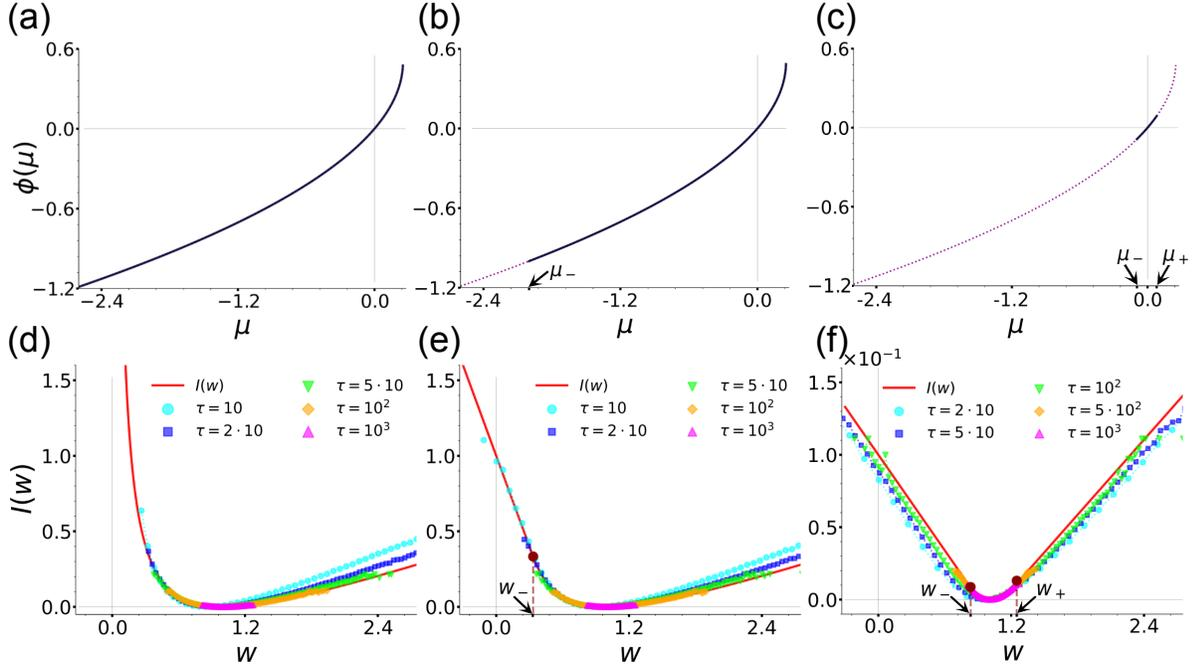 (a)
(b)
(c)
0.6
0.0
−0.6
−1.2
ϕ(μ)
-2.4
-1.2
0.0
μ
0.6
0.0
−0.6
−1.2
-2.4
-1.2
0.0
μ
μ−
0.6
0.0
−0.6
−1.2
-2.4
-1.2
0.0
μ
μ−
μ+
(d)
1.5
1.0
0.5
0.0
I(w)
I(w)
τ = 10
τ = 2 · 10
τ = 5 · 10
τ = 10²
τ = 10³
0.0
1.2
2.4
w
(e)
1.5
1.0
0.5
0.0
I(w)
τ = 10
τ = 2 · 10
τ = 5 · 10
τ = 10²
τ = 10³
w−
0.0
1.2
2.4
w
(f)
×10⁻¹
1.5
1.0
0.5
0.0
I(w)
τ = 2 · 10
τ = 5 · 10
τ = 10²
τ = 5 · 10²
τ = 10³
w−
w+
0.0
1.2
2.4
w